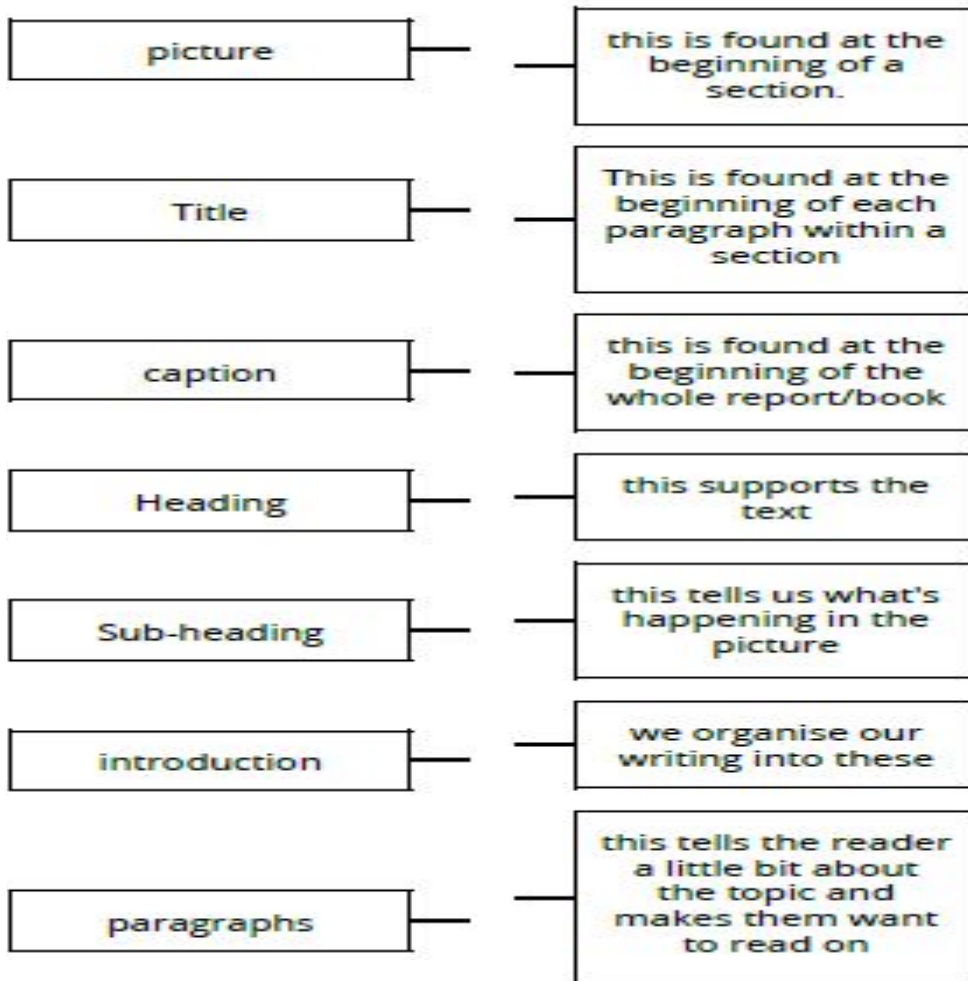 picture
this is found at the
beginning of a
section.
Title
This is found at the
beginning of each
paragraph within a
section
caption
this is found at the
beginning of the
whole report/book
Heading
this supports the
text
Sub-heading
this tells us what's
happening in the
picture
introduction
we organise our
writing into these
paragraphs
this tells the reader
a little bit about
the topic and
makes them want
to read on